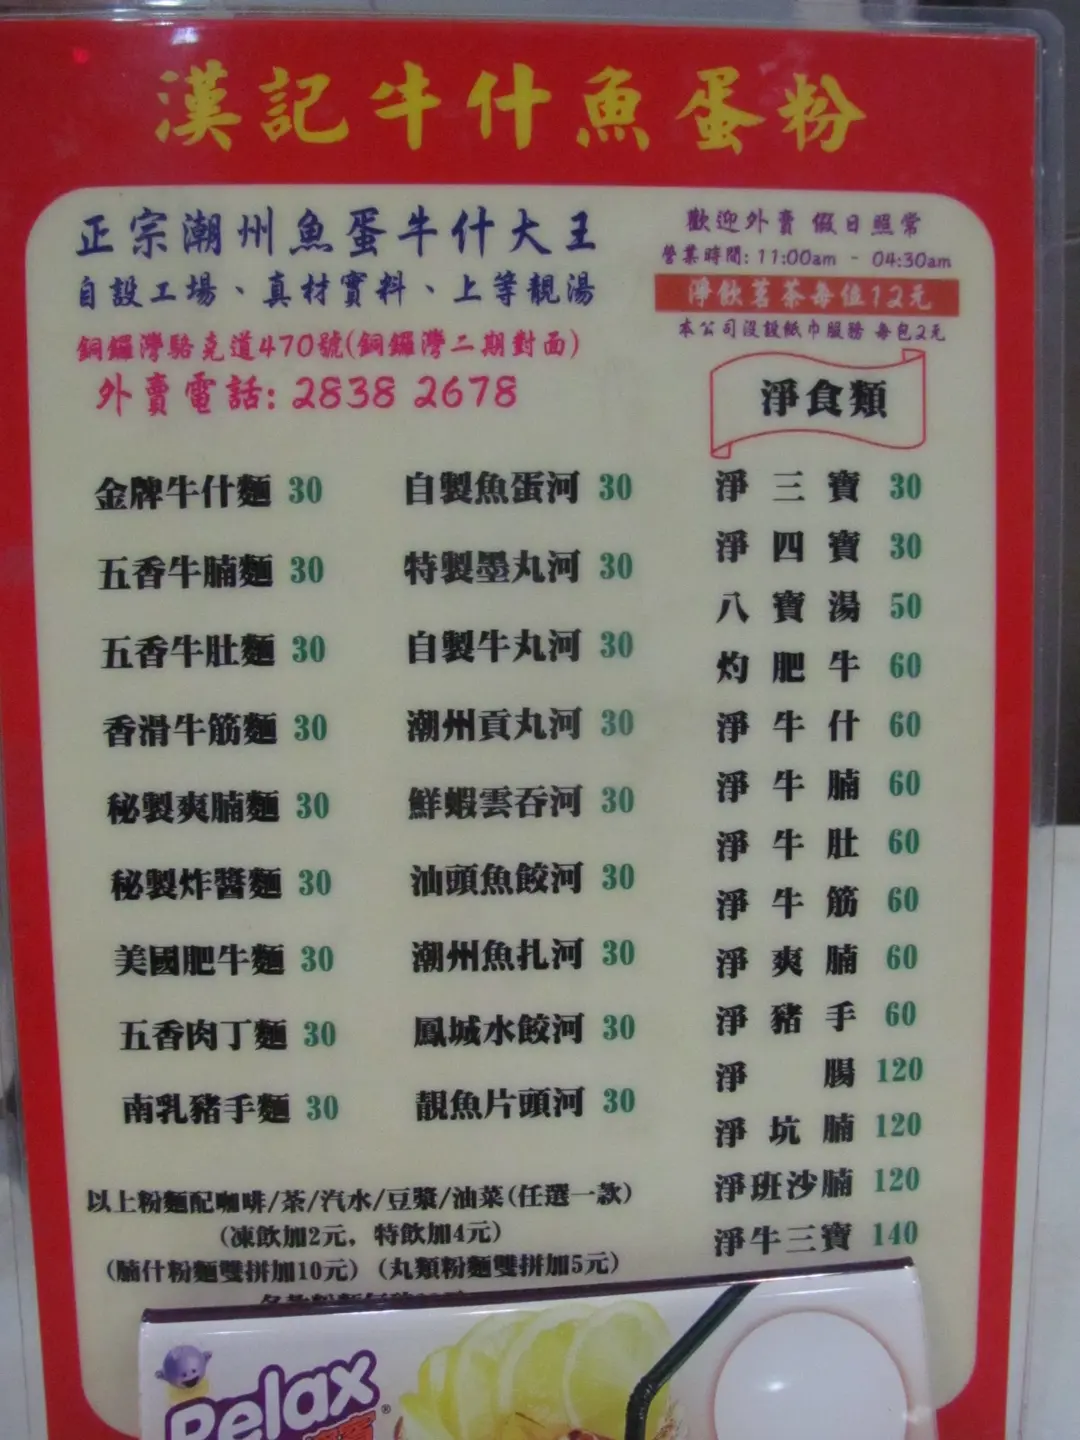 漢記牛什魚蛋粉
正宗潮州魚蛋牛什大王
自設工場、真材實料、上等靚湯
銅鑼灣駱克道470號(銅鑼灣二期對面)
外賣電話: 2838 2678
歡迎外賣 假日照常
營業時間: 11:00am - 04:30am
淨飲茗茶每位12元
本公司沒設紙巾服務 每包2元
金牌牛什麵 30
五香牛腩麵 30
五香牛肚麵 30
香滑牛筋麵 30
秘製爽腩麵 30
秘製炸醬麵 30
美國肥牛麵 30
五香肉丁麵 30
南乳豬手麵 30
自製魚蛋河 30
特製墨丸河 30
自製牛丸河 30
潮州貢丸河 30
鮮蝦雲吞河 30
汕頭魚餃河 30
潮州魚扎河 30
鳳城水餃河 30
靚魚片頭河 30
淨食類
淨三寶 30
淨四寶 30
八寶湯 50
灼肥牛 60
淨牛什 60
淨牛腩 60
淨牛肚 60
淨牛筋 60
淨爽腩 60
淨豬手 60
淨腸 120
淨坑腩 120
淨班沙腩 120
淨牛三寶 140
以上粉麵配咖啡/茶/汽水/豆漿/油菜(任選一款)
(凍飲加2元, 特飲加4元)
(腩什粉麵雙拼加10元) (丸類粉麵雙拼加5元)
Relax